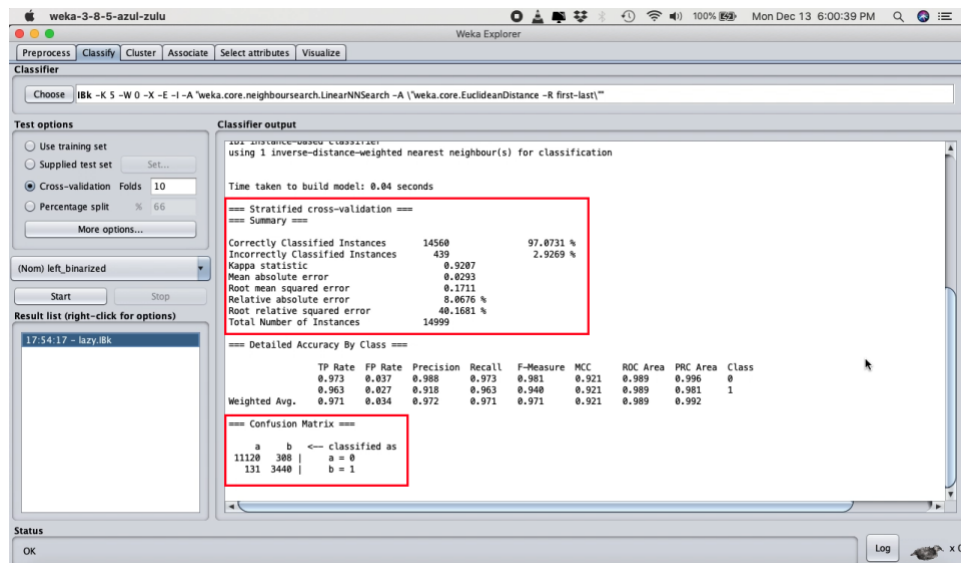 weka-3-8-5-azul-zulu 100% Mon Dec 13 6:00:39 PM
Weka Explorer
Preprocess Classify Cluster Associate Select attributes Visualize
Classifier
Choose IBk -K 5 -W 0 -X -E -I -A "weka.core.neighboursearch.LinearNNSearch -A \"weka.core.EuclideanDistance -R first-last\""
Test options
Use training set
Supplied test set Set...
Cross-validation Folds 10
Percentage split % 66
More options...
(Nom) left_binarized
Start Stop
Result list (right-click for options)
17:54:17 - lazy.IBk
Classifier output
IB1 instance-based classifier
using 1 inverse-distance-weighted nearest neighbour(s) for classification
Time taken to build model: 0.04 seconds
=== Stratified cross-validation ===
=== Summary ===
Correctly Classified Instances 14560 97.0731 %
Incorrectly Classified Instances 439 2.9269 %
Kappa statistic 0.9207
Mean absolute error 0.0293
Root mean squared error 0.1711
Relative absolute error 8.0676 %
Root relative squared error 40.1681 %
Total Number of Instances 14999
=== Detailed Accuracy By Class ===
TP Rate FP Rate Precision Recall F-Measure MCC ROC Area PRC Area Class
0.973 0.037 0.988 0.973 0.981 0.921 0.989 0.996 0
0.963 0.027 0.918 0.963 0.940 0.921 0.989 0.981 1
Weighted Avg. 0.971 0.034 0.972 0.971 0.971 0.921 0.989 0.992
=== Confusion Matrix ===
a b <-- classified as
11120 308 | a = 0
131 3440 | b = 1
Status
OK
Log
x 0